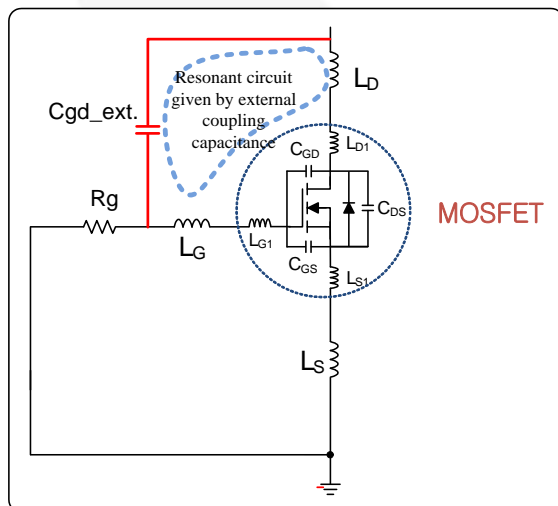 Resonant circuit
given by external
coupling
capacitance
LD
Cgd_ext.
LD1
CGD
Rg
CDS
MOSFET
LG
LG1
CGS
LS1
LS